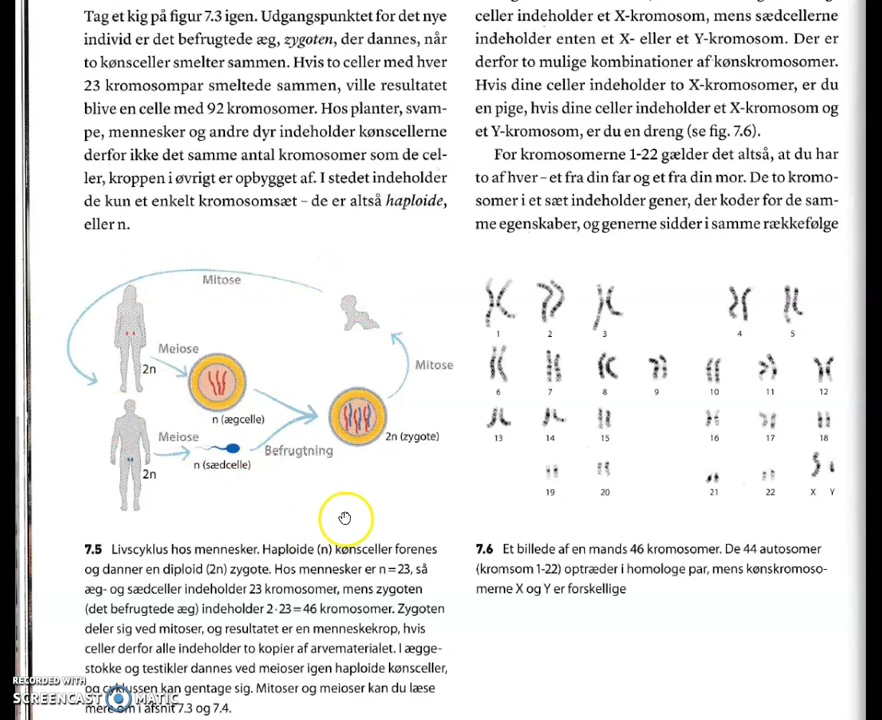 Tag et kig på figur 7.3 igen. Udgangspunktet for det nye
individ er det befrugtede æg, zygoten, der dannes, når
to kønsceller smelter sammen. Hvis to celler med hver
23 kromosompar smeltede sammen, ville resultatet
blive en celle med 92 kromosomer. Hos planter, svam-
pe, mennesker og andre dyr indeholder kønscellerne
derfor ikke det samme antal kromosomer som de cel-
ler, kroppen i øvrigt er opbygget af. I stedet indeholder
de kun et enkelt kromosomsæt – de er altså haploide,
eller n.
celler indeholder et X-kromosom, mens sædcellerne
indeholder enten et X- eller et Y-kromosom. Der er
derfor to mulige kombinationer af kønskromosomer.
Hvis dine celler indeholder to X-kromosomer, er du
en pige, hvis dine celler indeholder et X-kromosom og
et Y-kromosom, er du en dreng (se fig. 7.6).
For kromosomerne 1-22 gælder det altså, at du har
to af hver – et fra din far og et fra din mor. De to kromo-
somer i et sæt indeholder gener, der koder for de sam-
me egenskaber, og generne sidder i samme rækkefølge
Mitose
Meiose
2n
n (ægcelle)
Mitose
2n (zygote)
Meiose
Befrugtning
n (sædcelle)
2n
1 2 3 4 5
6 7 8 9 10 11 12
13 14 15 16 17 18
19 20 21 22 X Y
7.5 Livscyklus hos mennesker. Haploide (n) kønsceller forenes
og danner en diploid (2n) zygote. Hos mennesker er n = 23, så
æg- og sædceller indeholder 23 kromosomer, mens zygoten
(det befrugtede æg) indeholder 2 · 23 = 46 kromosomer. Zygoten
deler sig ved mitoser, og resultatet er en menneskekrop, hvis
celler derfor alle indeholder to kopier af arvematerialet. I ægge-
stokke og testikler dannes ved meioser igen haploide kønsceller,
og cyklussen kan gentage sig. Mitoser og meioser kan du læse
mere om i afsnit 7.3 og 7.4.
7.6 Et billede af en mands 46 kromosomer. De 44 autosomer
(kromsom 1-22) optræder i homologe par, mens kønskromoso-
merne X og Y er forskellige
RECORDED WITH
SCREENCAST MATIC